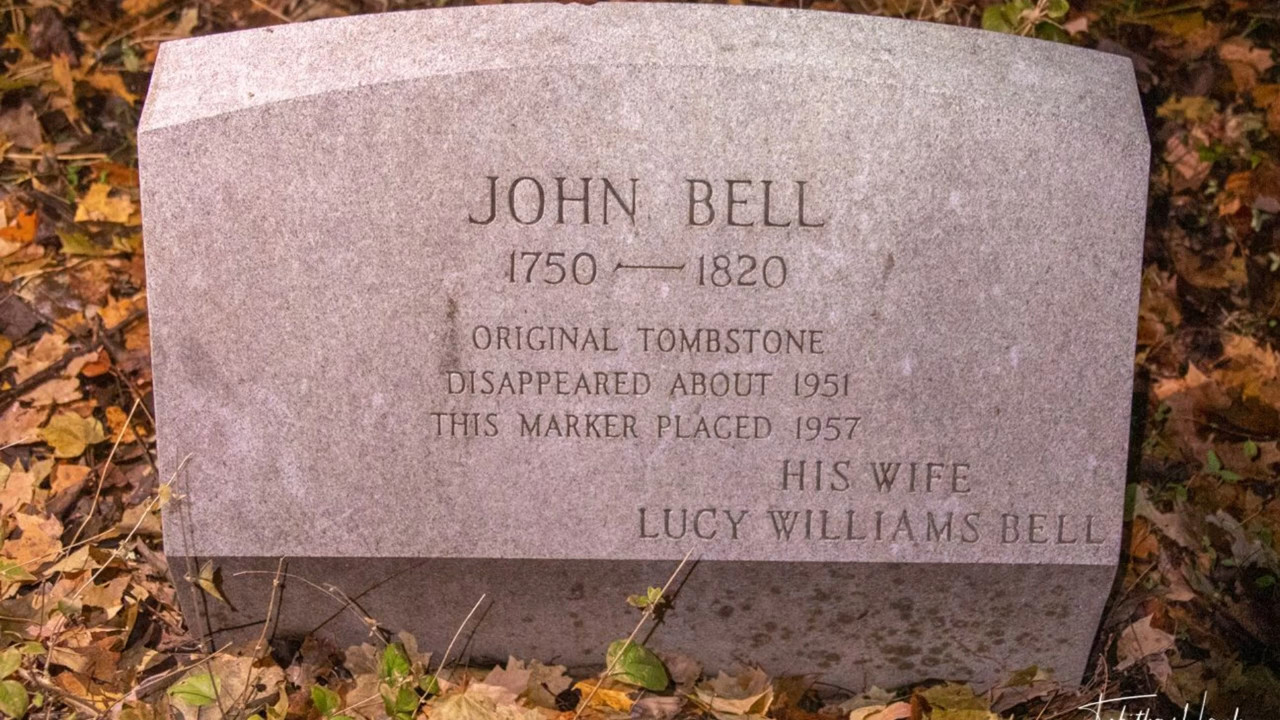 JOHN BELL
1750 — 1820
ORIGINAL TOMBSTONE
DISAPPEARED ABOUT 1951
THIS MARKER PLACED 1957
HIS WIFE
LUCY WILLIAMS BELL